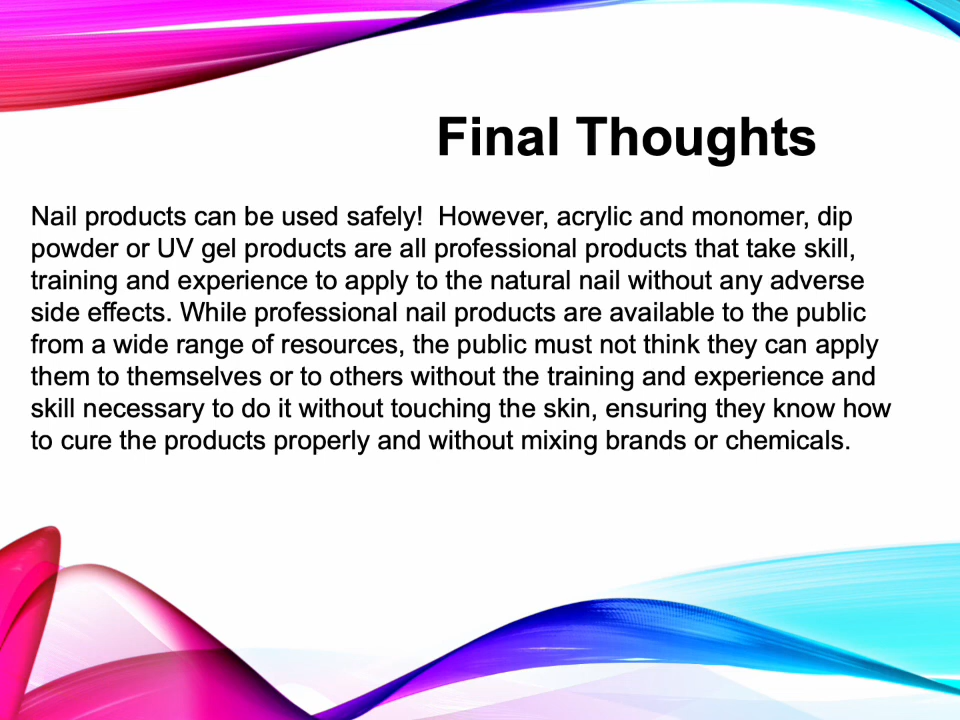 Final Thoughts
Nail products can be used safely!  However, acrylic and monomer, dip
powder or UV gel products are all professional products that take skill,
training and experience to apply to the natural nail without any adverse
side effects. While professional nail products are available to the public
from a wide range of resources, the public must not think they can apply
them to themselves or to others without the training and experience and
skill necessary to do it without touching the skin, ensuring they know how
to cure the products properly and without mixing brands or chemicals.